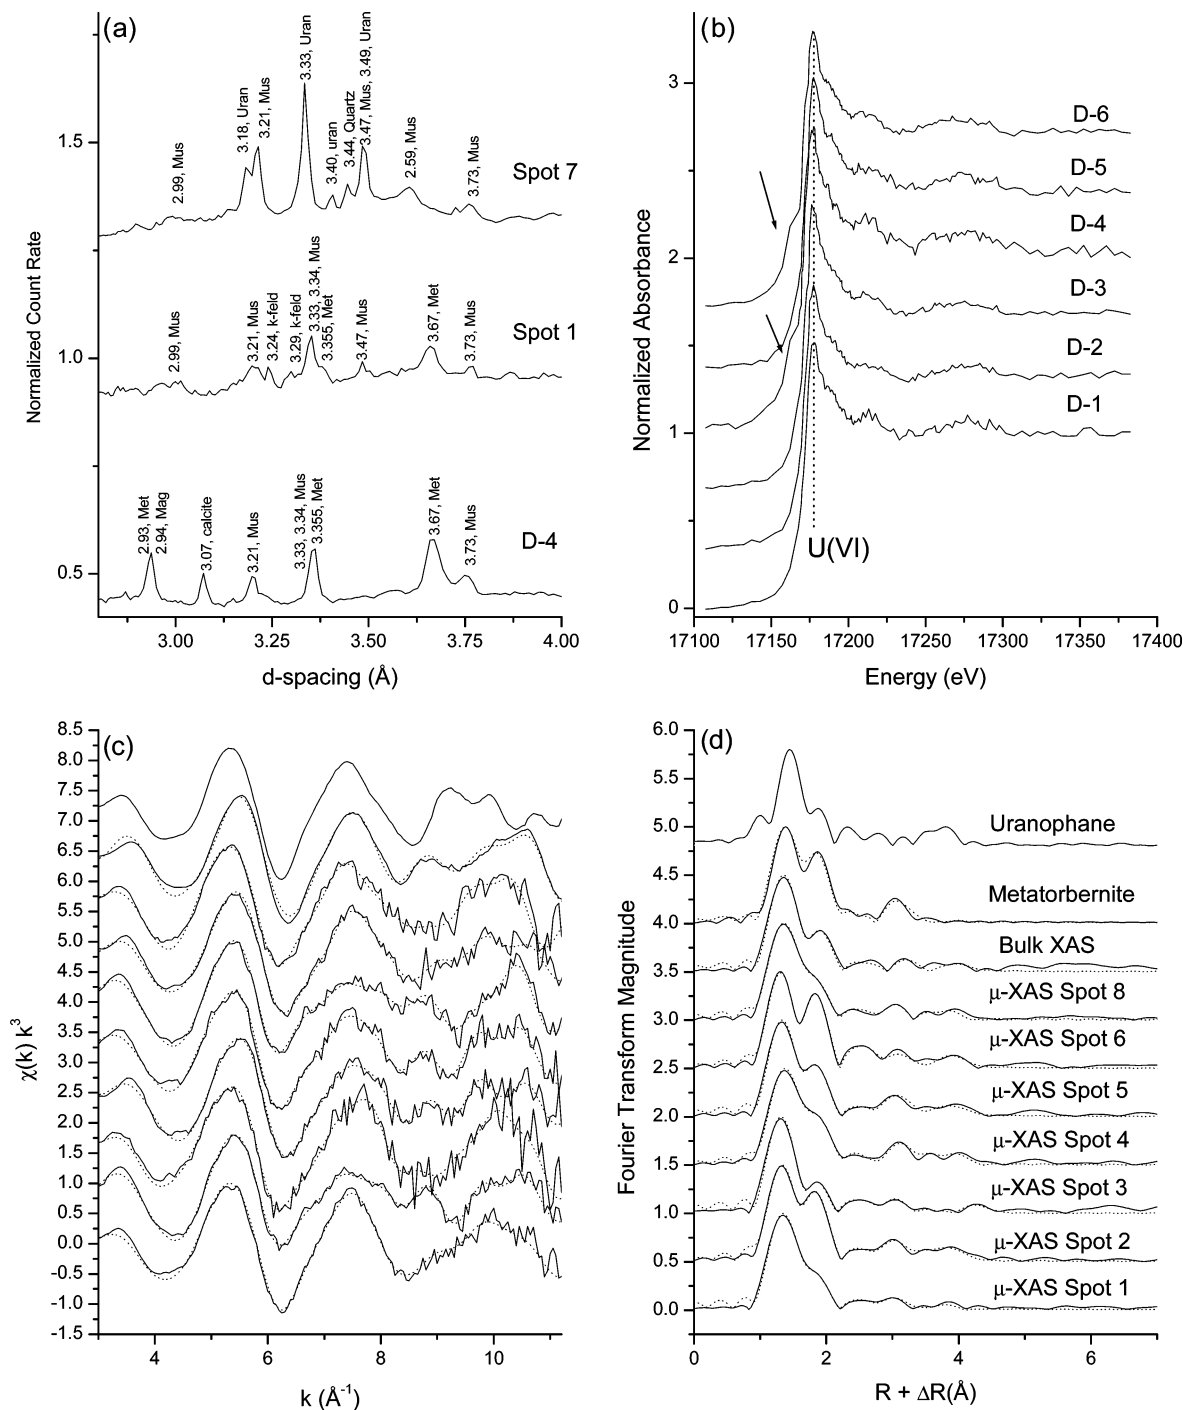 (a)
Normalized Count Rate
1.5
1.0
0.5
2.99, Mus
3.18, Uran
3.21, Mus
3.33, Uran
3.40, uran
3.44, Quartz
3.47, Mus, 3.49, Uran
2.59, Mus
3.73, Mus
Spot 7
2.99, Mus
3.21, Mus
3.24, k-feld
3.29, k-feld
3.33, 3.34, Mus
3.355, Met
3.47, Mus
3.67, Met
3.73, Mus
Spot 1
2.93, Met
2.94, Mag
3.07, calcite
3.21, Mus
3.33, 3.34, Mus
3.355, Met
3.67, Met
3.73, Mus
D-4
3.00 3.25 3.50 3.75 4.00
d-spacing (Å)
(b)
Normalized Absorbance
3
2
1
0
D-6
D-5
D-4
D-3
D-2
D-1
U(VI)
17100 17150 17200 17250 17300 17350 17400
Energy (eV)
(c)
χ(k) k³
8.5
8.0
7.5
7.0
6.5
6.0
5.5
5.0
4.5
4.0
3.5
3.0
2.5
2.0
1.5
1.0
0.5
0.0
-0.5
-1.0
-1.5
4 6 8 10
k (Å⁻¹)
(d)
Fourier Transform Magnitude
6.0
5.5
5.0
4.5
4.0
3.5
3.0
2.5
2.0
1.5
1.0
0.5
0.0
Uranophane
Metatorbernite
Bulk XAS
μ-XAS Spot 8
μ-XAS Spot 6
μ-XAS Spot 5
μ-XAS Spot 4
μ-XAS Spot 3
μ-XAS Spot 2
μ-XAS Spot 1
0 2 4 6
R + ΔR(Å)